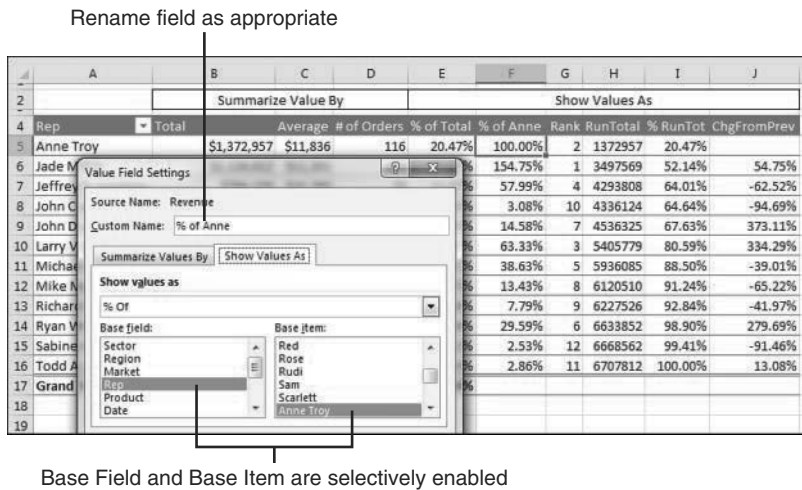 Rename field as appropriate
A B C D E F G H I J
2 Summarize Value By Show Values As
4 Rep Total Average # of Orders % of Total % of Anne Rank RunTotal % RunTot ChgFromPrev
5 Anne Troy $1,372,957 $11,836 116 20.47% 100.00% 2 1372957 20.47%
6 Jade M % 154.75% 1 3497569 52.14% 54.75%
7 Jeffrey % 57.99% 4 4293808 64.01% -62.52%
8 John C % 3.08% 10 4336124 64.64% -94.69%
9 John D % 14.58% 7 4536325 67.63% 373.11%
10 Larry V % 63.33% 3 5405779 80.59% 334.29%
11 Michae % 38.63% 5 5936085 88.50% -39.01%
12 Mike M % 13.43% 8 6120510 91.24% -65.22%
13 Richar % 7.79% 9 6227526 92.84% -41.97%
14 Ryan W % 29.59% 6 6633852 98.90% 279.69%
15 Sabine % 2.53% 12 6668562 99.41% -91.46%
16 Todd A % 2.86% 11 6707812 100.00% 13.08%
17 Grand %
18
19
Value Field Settings
Source Name: Revenue
Custom Name: % of Anne
Summarize Values By Show Values As
Show values as
% Of
Base field: Base item:
Sector Red
Region Rose
Market Rudi
Rep Sam
Product Scarlett
Date Anne Troy
Base Field and Base Item are selectively enabled